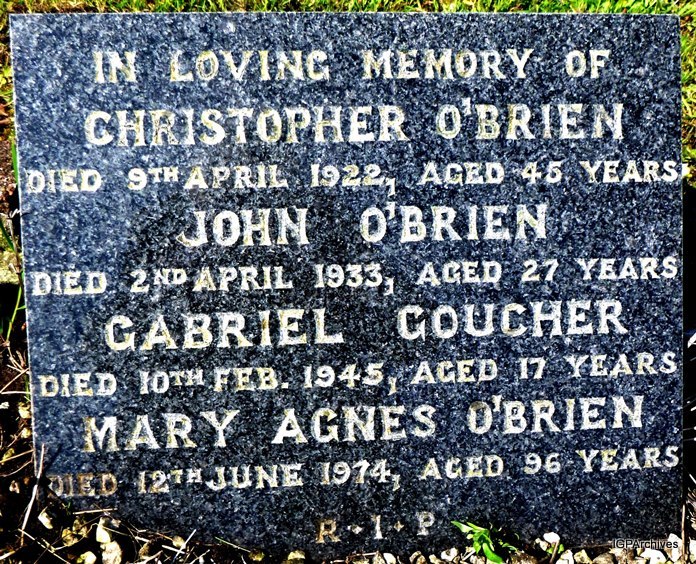 IN LOVING MEMORY OF
CHRISTOPHER O'BRIEN
DIED 9TH APRIL 1922, AGED 45 YEARS
JOHN O'BRIEN
DIED 2ND APRIL 1933, AGED 27 YEARS
GABRIEL GOUCHER
DIED 10TH FEB. 1945, AGED 17 YEARS
MARY AGNES O'BRIEN
DIED 12TH JUNE 1974, AGED 96 YEARS
R·I·P
IGPArchives